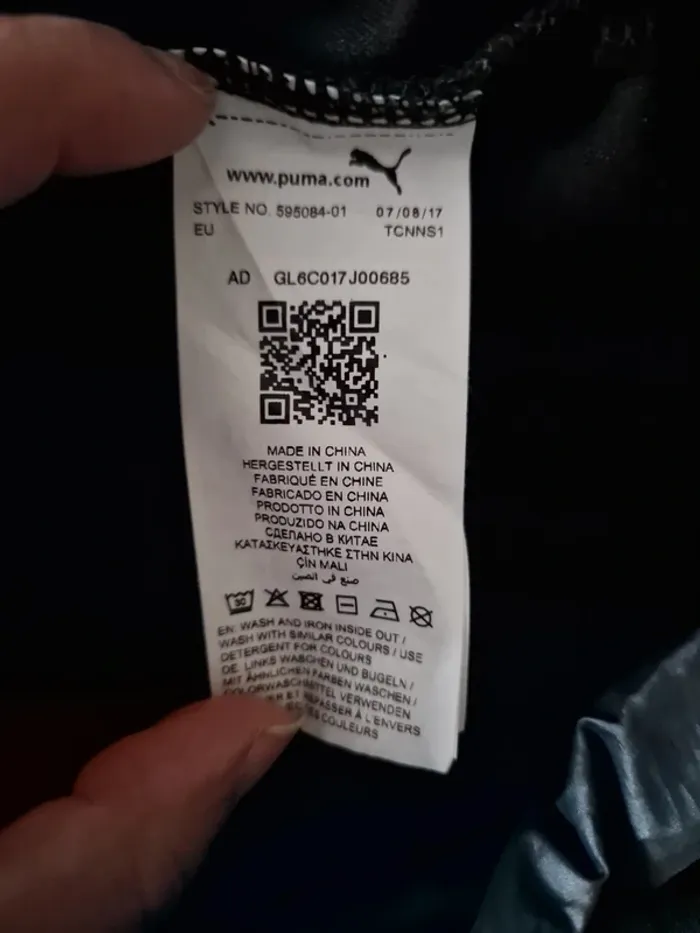 www.puma.com
STYLE NO. 595084-01 07/08/17
EU TCNNS1
AD GL6C017J00685
MADE IN CHINA
HERGESTELLT IN CHINA
FABRIQUÉ EN CHINE
FABRICADO EN CHINA
PRODOTTO IN CHINA
PRODUZIDO NA CHINA
СДЕЛАНО В КИТАЕ
ΚΑΤΑΣΚΕΥΑΣΤΗΚΕ ΣΤΗΝ ΚΙΝΑ
ÇİN MALI
صنع في الصين
30
EN: WASH AND IRON INSIDE OUT /
WASH WITH SIMILAR COLOURS / USE
DETERGENT FOR COLOURS
DE: LINKS WASCHEN UND BUGELN /
MIT ÄHNLICHEN FARBEN WASCHEN /
COLORWASCHMITTEL VERWENDEN
ET REPASSER À L'ENVERS
COULEURS